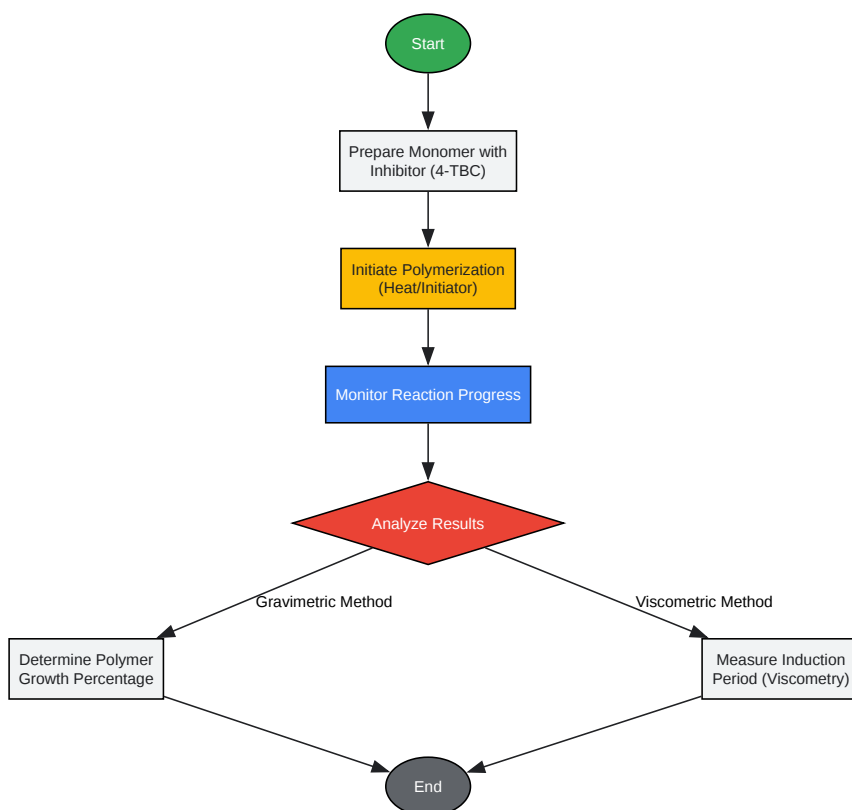 Start
Prepare Monomer with
Inhibitor (4-TBC)
Initiate Polymerization
(Heat/Initiator)
Monitor Reaction Progress
Analyze Results
Gravimetric Method
Viscometric Method
Determine Polymer
Growth Percentage
Measure Induction
Period (Viscometry)
End